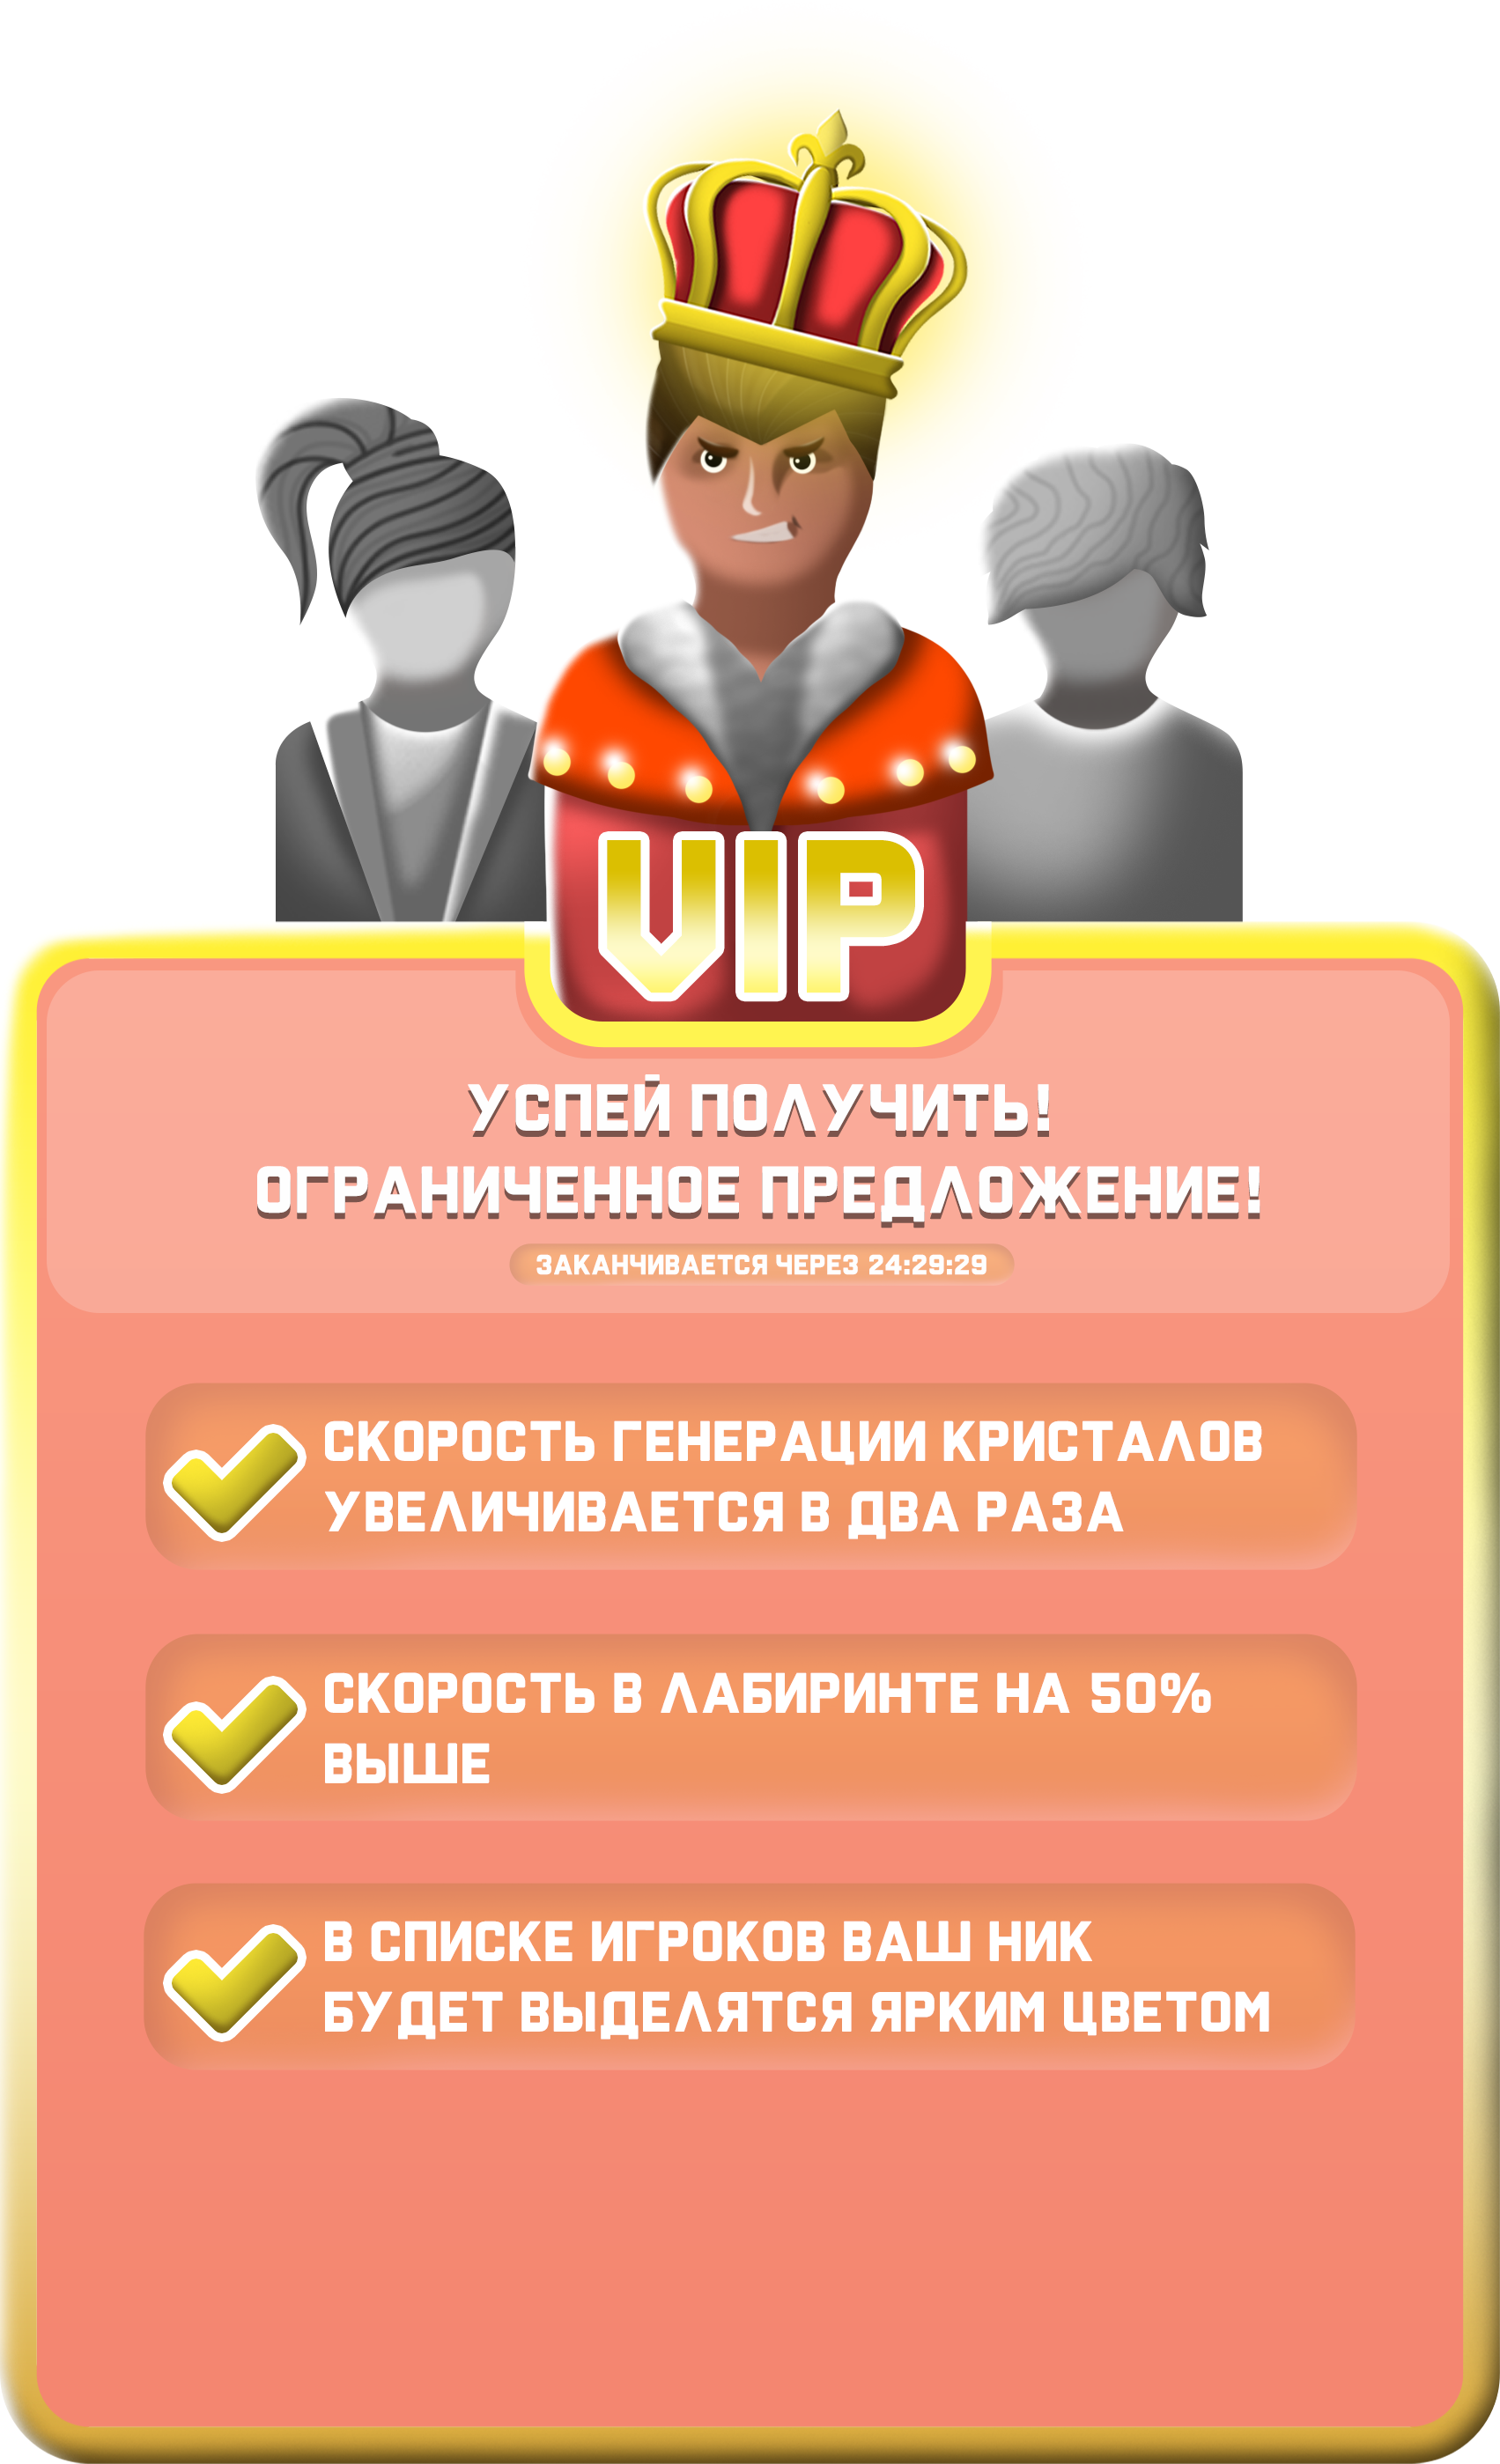 VIP
УСПЕЙ ПОЛУЧИТЬ!
ОГРАНИЧЕННОЕ ПРЕДЛОЖЕНИЕ!
ЗАКАНЧИВАЕТСЯ ЧЕРЕЗ 24:29:29
СКОРОСТЬ ГЕНЕРАЦИИ КРИСТАЛОВ
УВЕЛИЧИВАЕТСЯ В ДВА РАЗА
СКОРОСТЬ В ЛАБИРИНТЕ НА 50%
ВЫШЕ
В СПИСКЕ ИГРОКОВ ВАШ НИК
БУДЕТ ВЫДЕЛЯТСЯ ЯРКИМ ЦВЕТОМ